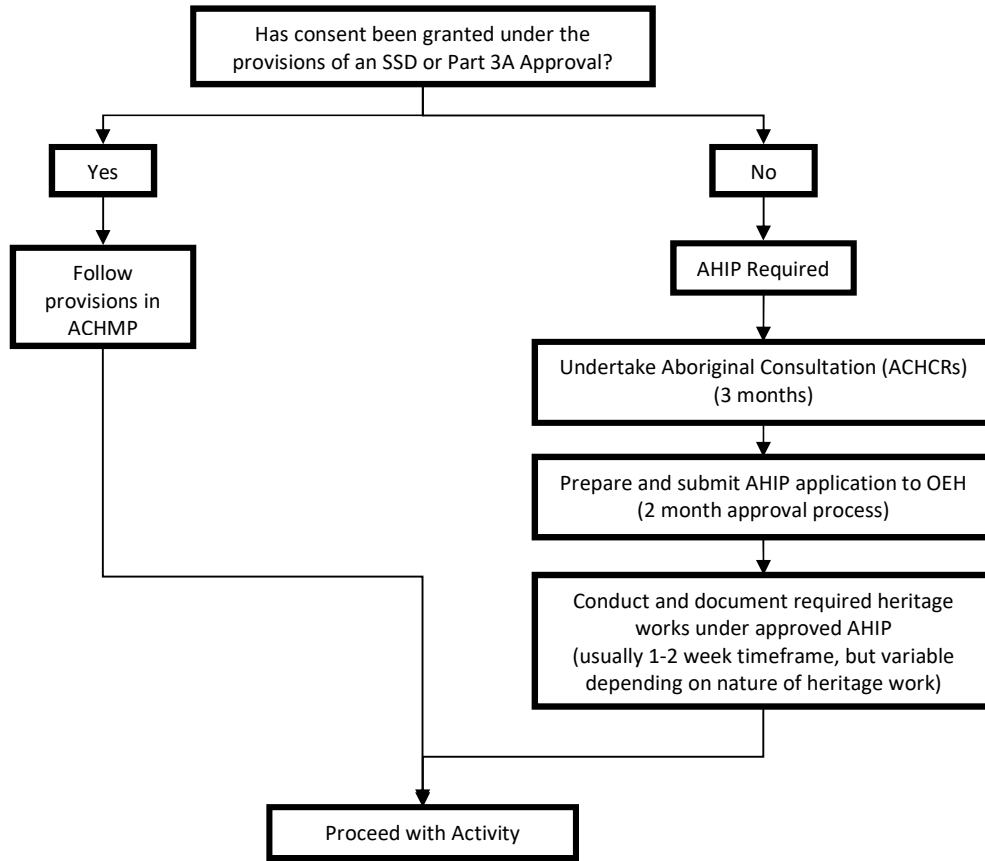 Has consent been granted under the
provisions of an SSD or Part 3A Approval?
Yes
No
Follow
provisions in
ACHMP
AHIP Required
Undertake Aboriginal Consultation (ACHCRs)
(3 months)
Prepare and submit AHIP application to OEH
(2 month approval process)
Conduct and document required heritage
works under approved AHIP
(usually 1-2 week timeframe, but variable
depending on nature of heritage work)
Proceed with Activity